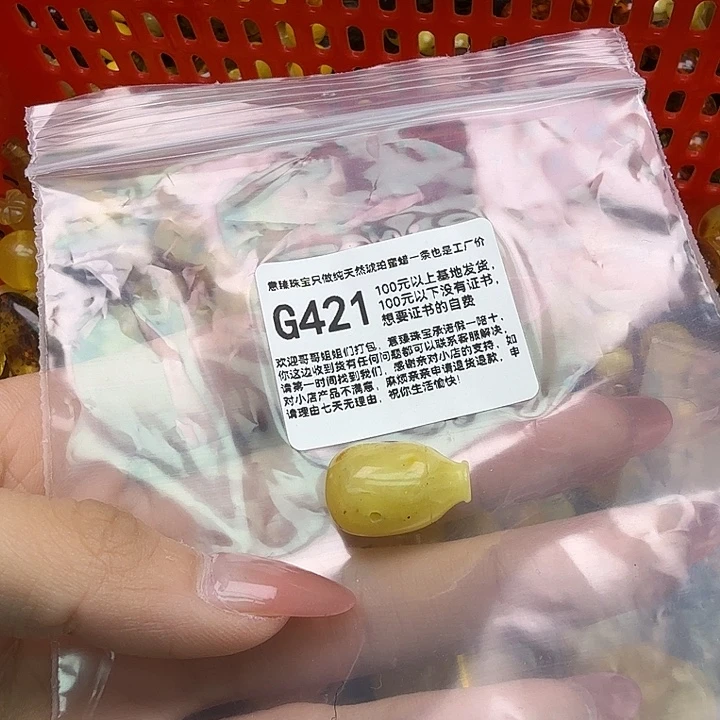 意臻珠宝只做纯天然琥珀蜜蜡一条也是工厂价
G421
100元以上基地发货，
100元以下没有证书，
想要证书的自费
欢迎哥哥姐姐们打包，意臻珠宝承诺假一赔十，
你这边收到货有任何问题都可以联系客服解决，
请第一时间找到我们，感谢亲对小店的支持，如
对小店产品不满意，麻烦亲亲申请退货退款，申
请理由七天无理由，祝你生活愉快！